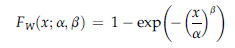 F_W(x; α, β) = 1 − exp(−(x/α)^β)